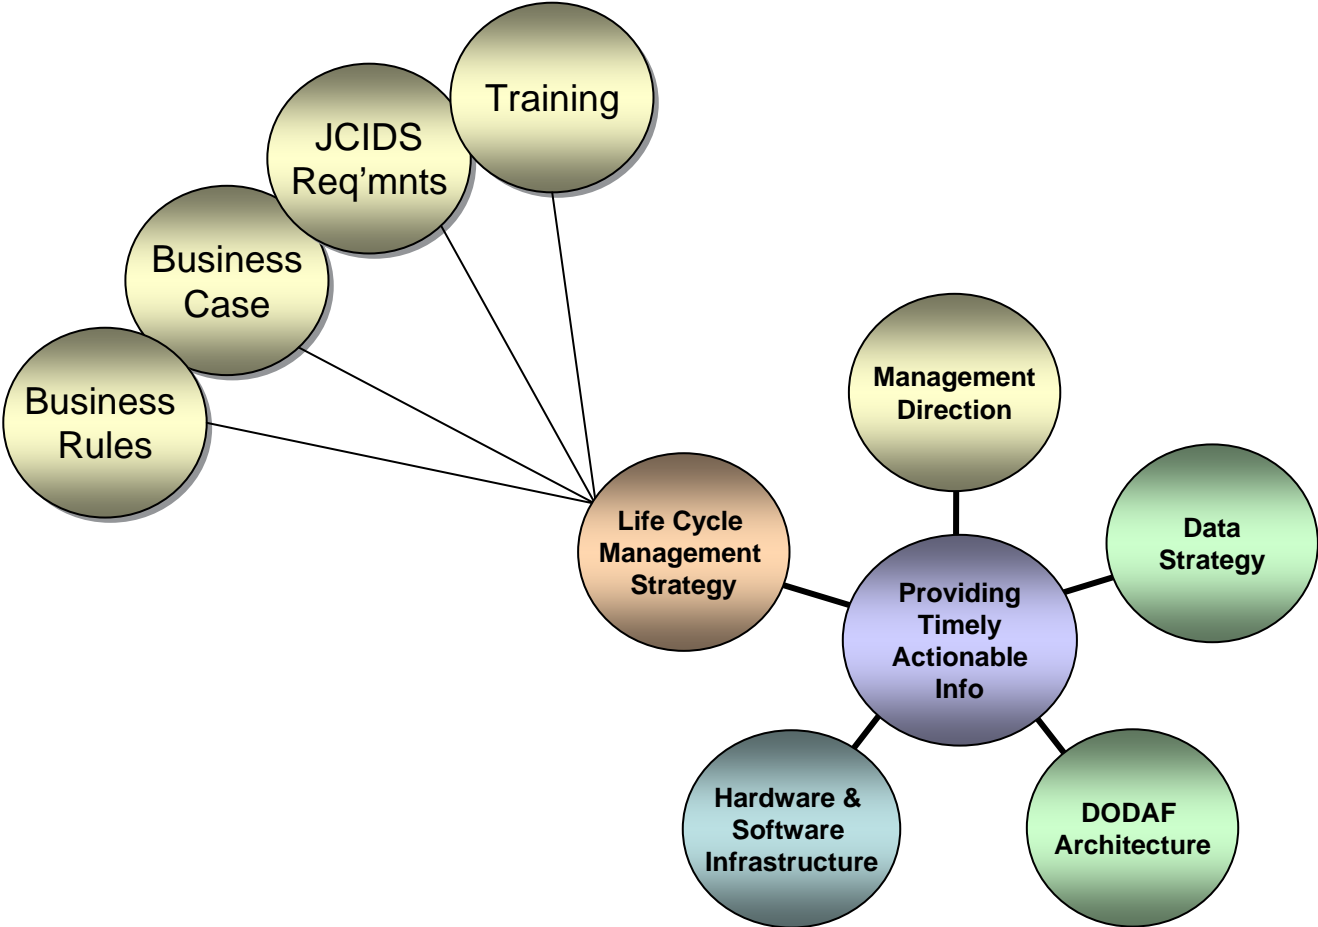 Training
JCIDS
Req’mnts
Business
Case
Business
Rules
Management
Direction
Life Cycle
Management
Strategy
Data
Strategy
Providing
Timely
Actionable
Info
Hardware &
Software
Infrastructure
DODAF
Architecture